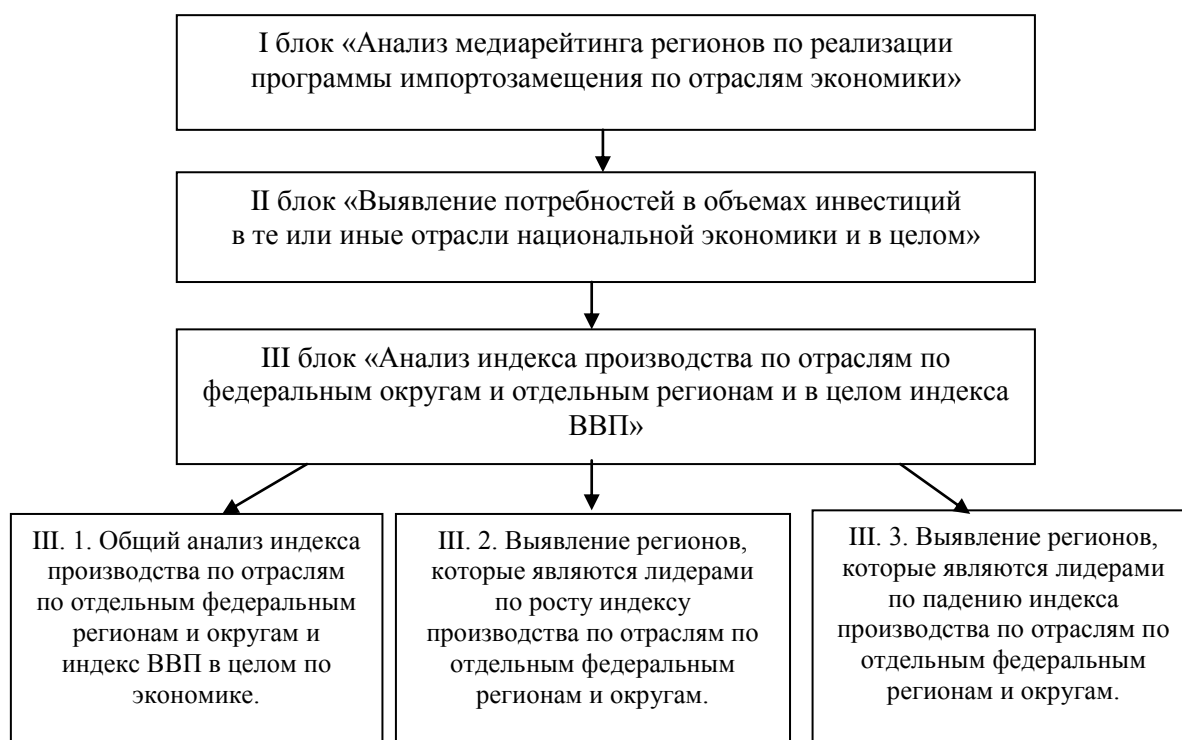 I блок «Анализ медиарейтинга регионов по реализации
программы импортозамещения по отраслям экономики»
II блок «Выявление потребностей в объемах инвестиций
в те или иные отрасли национальной экономики и в целом»
III блок «Анализ индекса производства по отраслям по
федеральным округам и отдельным регионам и в целом индекса
ВВП»
III. 1. Общий анализ индекса
производства по отраслям
по отдельным федеральным
регионам и округам и
индекс ВВП в целом по
экономике.
III. 2. Выявление регионов,
которые являются лидерами
по росту индексу
производства по отраслям по
отдельным федеральным
регионам и округам.
III. 3. Выявление регионов,
которые являются лидерами
по падению индекса
производства по отраслям по
отдельным федеральным
регионам и округам.